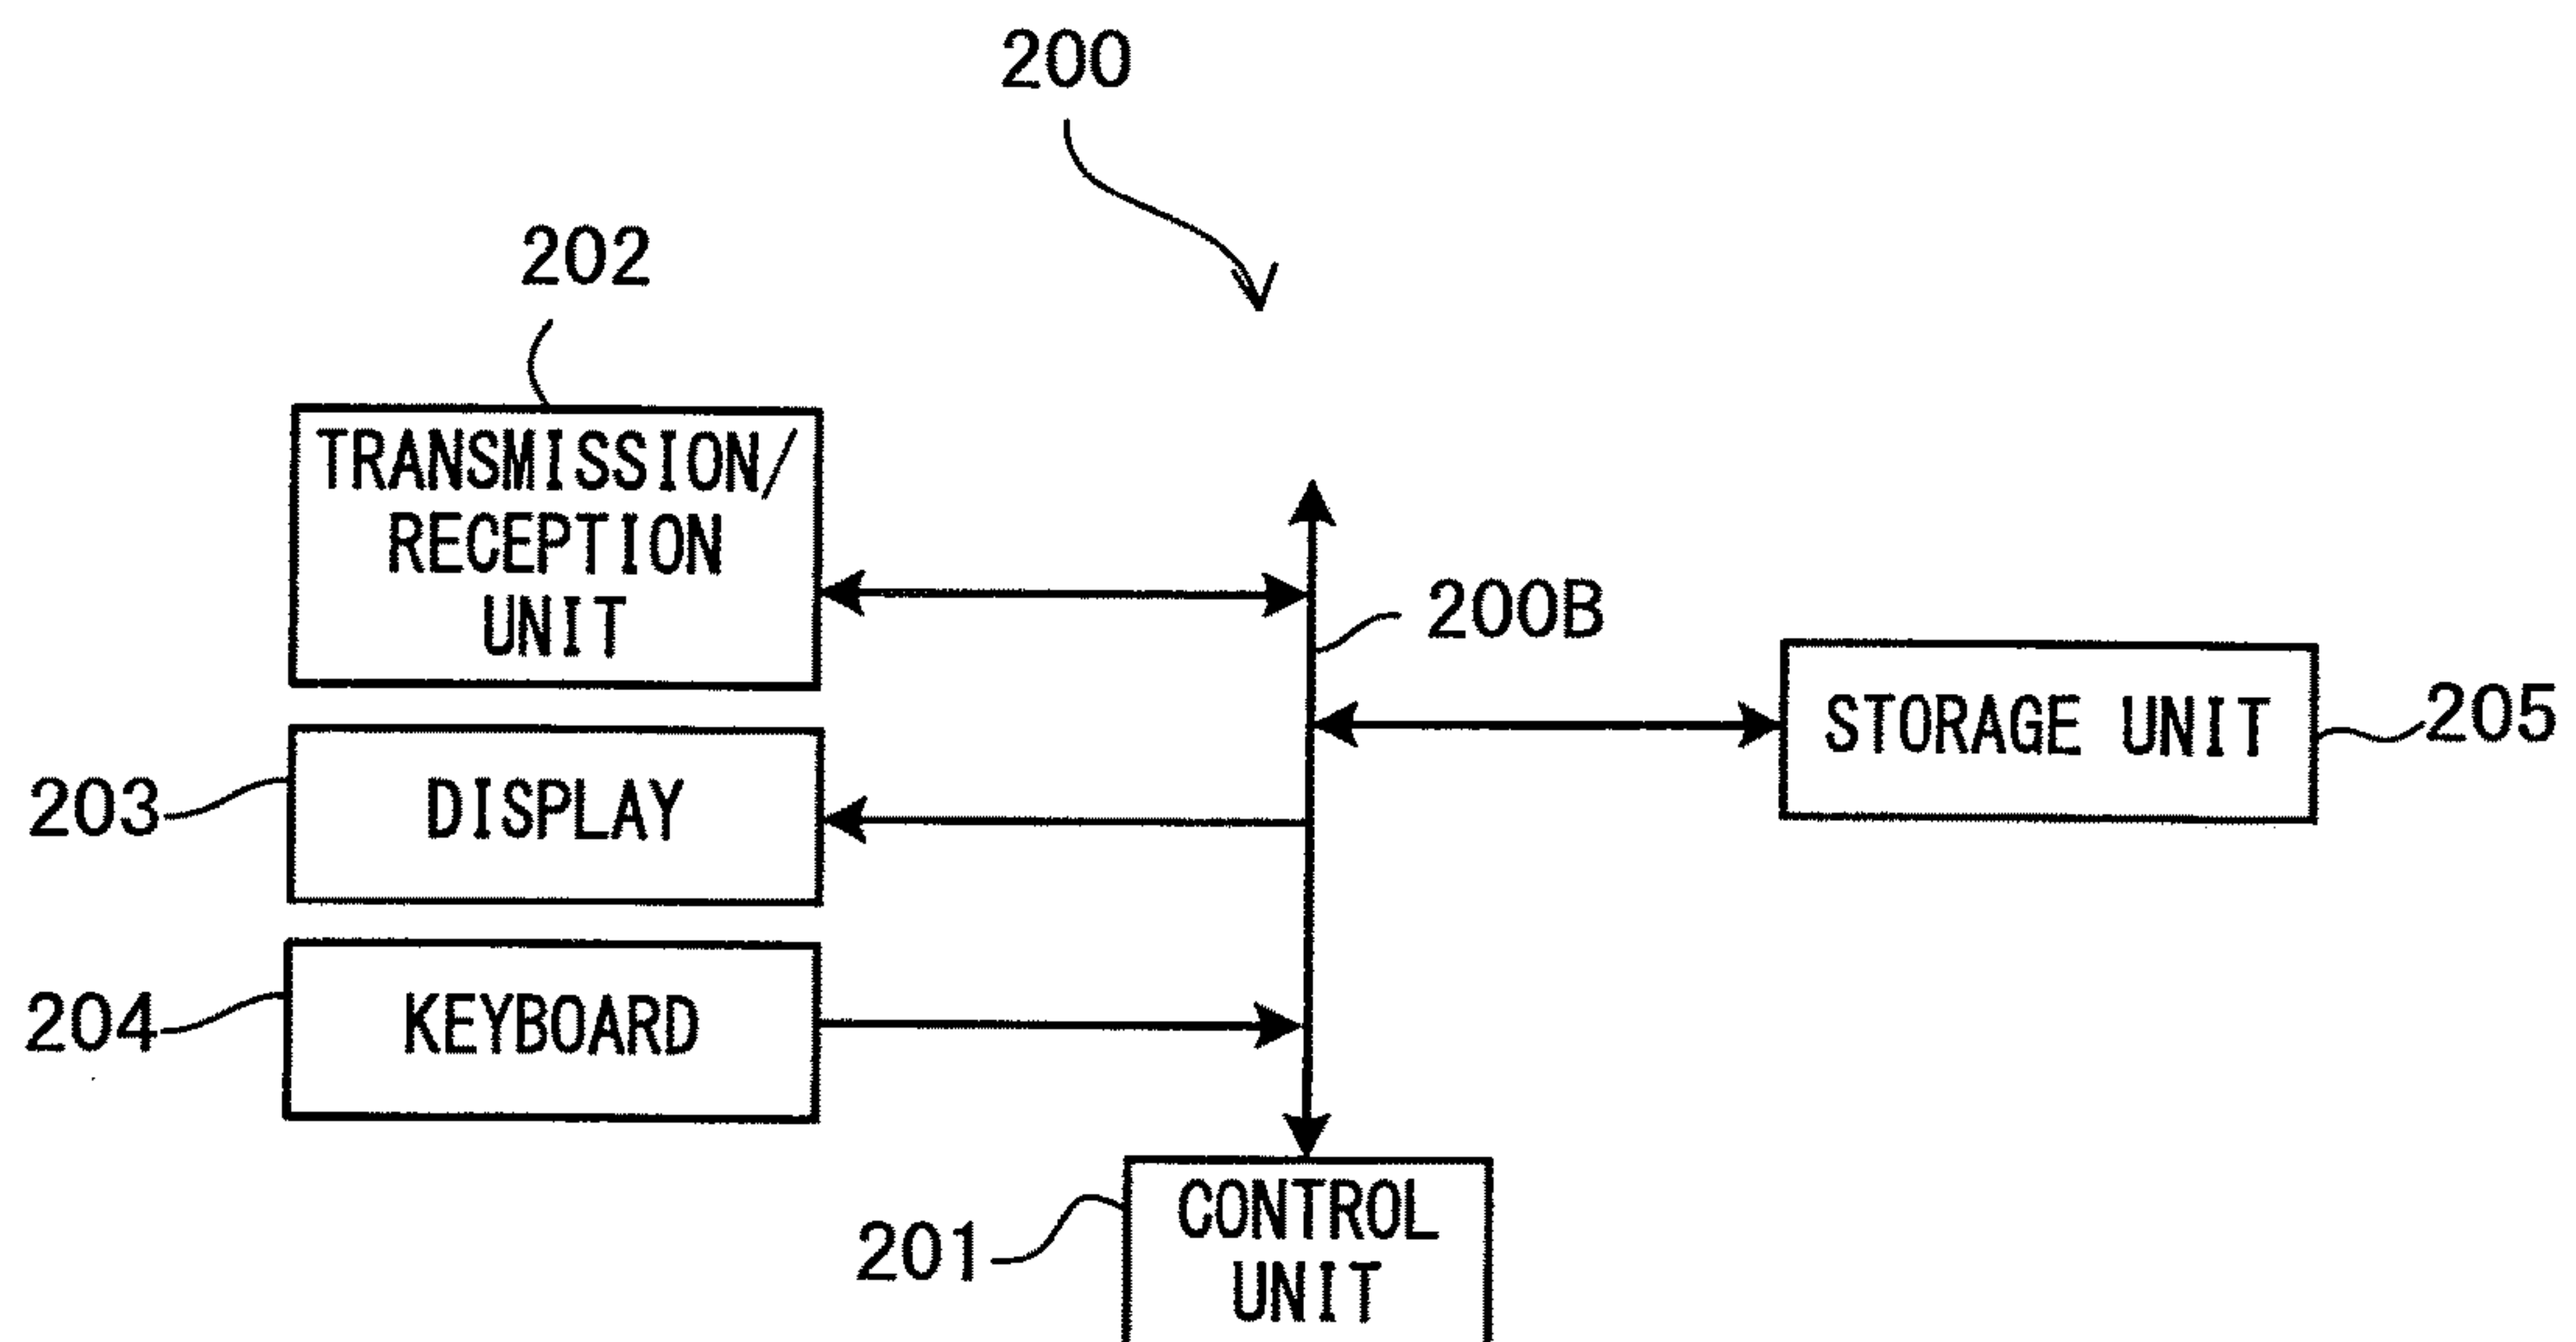 200
202
TRANSMISSION/
RECEPTION
UNIT
200B
STORAGE UNIT
205
203
DISPLAY
204
KEYBOARD
201
CONTROL
UNIT